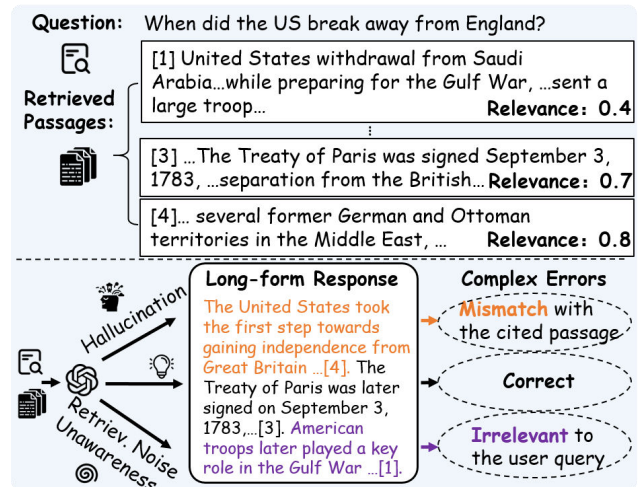 Question: When did the US break away from England?
Retrieved
Passages:
[1] United States withdrawal from Saudi
Arabia...while preparing for the Gulf War, ...sent a
large troop...
Relevance: 0.4
[3] ...The Treaty of Paris was signed September 3,
1783, ...separation from the British... Relevance: 0.7
[4]... several former German and Ottoman
territories in the Middle East, ... Relevance: 0.8
Hallucination
Retriev. Noise
Unawareness
Long-form Response
The United States took
the first step towards
gaining independence from
Great Britain ...[4]. The
Treaty of Paris was later
signed on September 3,
1783,...[3]. American
troops later played a key
role in the Gulf War ...[1].
Complex Errors
Mismatch with
the cited passage
Correct
Irrelevant to
the user query